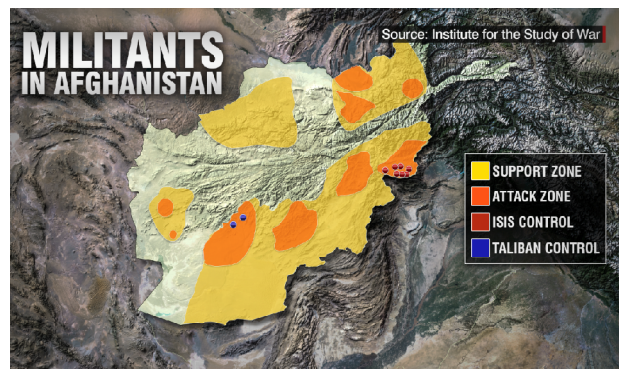 Source: Institute for the Study of War
MILITANTS
IN AFGHANISTAN
SUPPORT ZONE
ATTACK ZONE
ISIS CONTROL
TALIBAN CONTROL